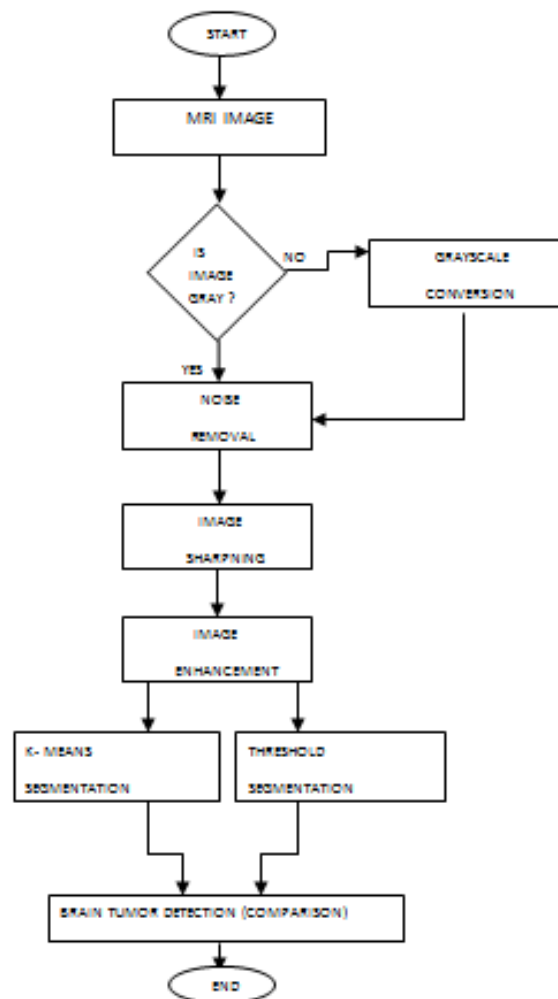 START
MRI IMAGE
IS
IMAGE
GRAY ?
NO
GRAYSCALE
CONVERSION
YES
NOISE
REMOVAL
IMAGE
SHARPNING
IMAGE
ENHANCEMENT
K- MEANS
SEGMENTATION
THRESHOLD
SEGMENTATION
BRAIN TUMOR DETECTION (COMPARISON)
END